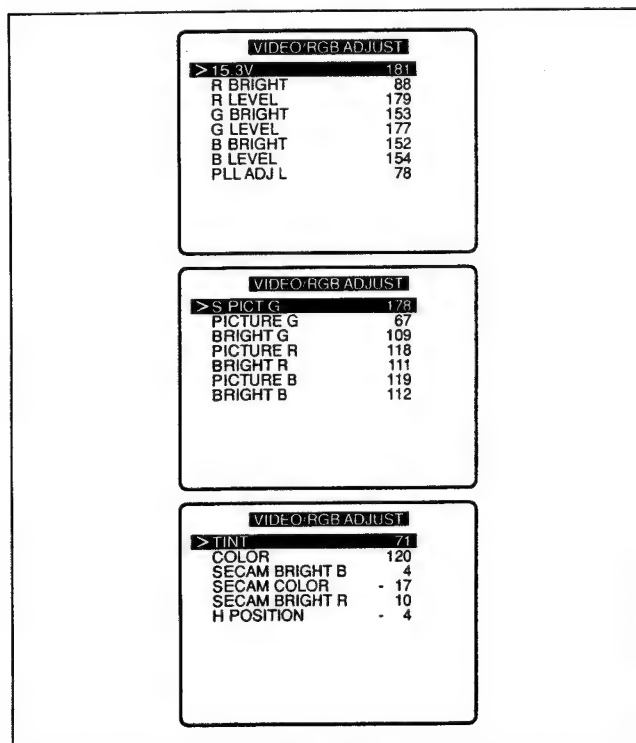 VIDEO/RGB ADJUST
> 15.3V 181
R BRIGHT 88
R LEVEL 179
G BRIGHT 153
G LEVEL 177
B BRIGHT 152
B LEVEL 154
PLL ADJ L 78
VIDEO/RGB ADJUST
> S PICT G 178
PICTURE G 67
BRIGHT G 109
PICTURE R 118
BRIGHT R 111
PICTURE B 119
BRIGHT B 112
VIDEO/RGB ADJUST
> TINT 71
COLOR 120
SECAM BRIGHT B 4
SECAM COLOR - 17
SECAM BRIGHT R 10
H POSITION - 4